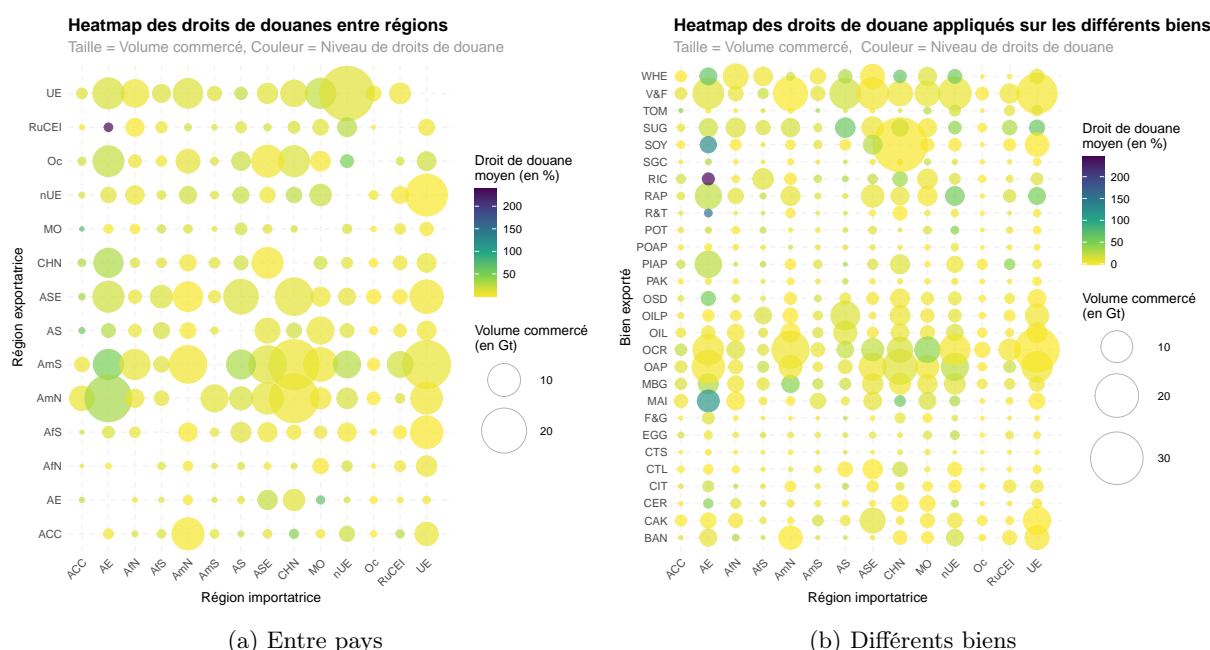 Heatmap des droits de douanes entre régions
Taille = Volume commercé, Couleur = Niveau de droits de douane
Région exportatrice
UE
RuCEI
Oc
nUE
MO
CHN
ASE
AS
AmS
AmN
AfS
AfN
AE
ACC
ACC AE AfN AfS AmN AmS AS ASE CHN MO nUE Oc RuCEI UE
Région importatrice
Droit de douane
moyen (en %)
200
150
100
50
Volume commercé
(en Gt)
10
20
(a) Entre pays
Heatmap des droits de douane appliqués sur les différents biens
Taille = Volume commercé, Couleur = Niveau de droits de douane
Bien exporté
WHE
V&F
TOM
SUG
SOY
SGC
RIC
RAP
R&T
POT
POAP
PIAP
PAK
OSD
OILP
OIL
OCR
OAP
MBG
MAI
F&G
EGG
CTS
CTL
CIT
CER
CAK
BAN
ACC AE AfN AfS AmN AmS AS ASE CHN MO nUE Oc RuCEI UE
Région importatrice
Droit de douane
moyen (en %)
200
150
100
50
0
Volume commercé
(en Gt)
10
20
30
(b) Différents biens